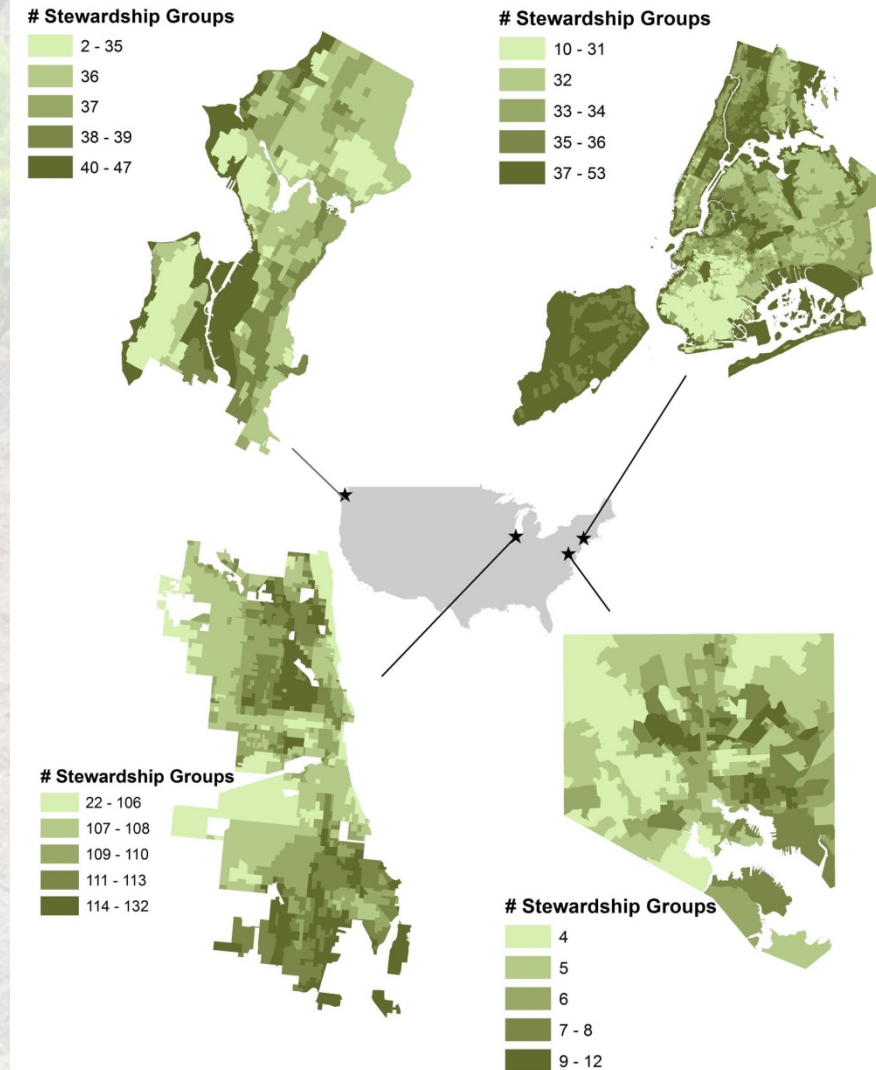 # Stewardship Groups
2 - 35
36
37
38 - 39
40 - 47
# Stewardship Groups
10 - 31
32
33 - 34
35 - 36
37 - 53
# Stewardship Groups
22 - 106
107 - 108
109 - 110
111 - 113
114 - 132
# Stewardship Groups
4
5
6
7 - 8
9 - 12